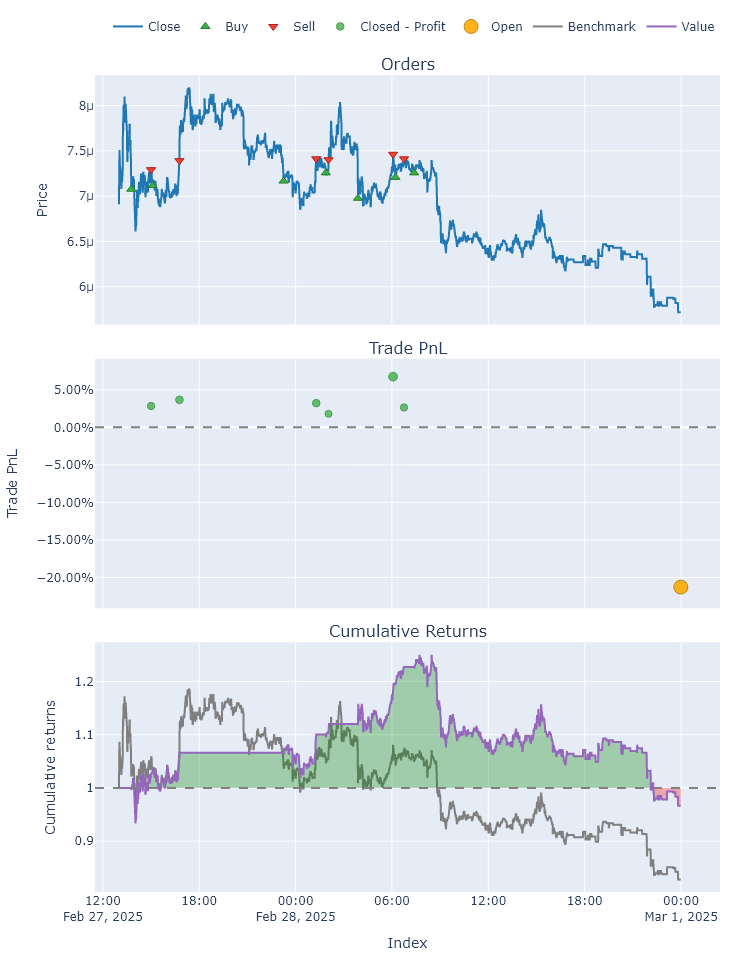 Close Buy Sell Closed - Profit Open Benchmark Value
Orders
8μ
7.5μ
7μ
6.5μ
6μ
Price
Trade PnL
5.00%
0.00%
−5.00%
−10.00%
−15.00%
−20.00%
Trade PnL
Cumulative Returns
1.2
1.1
1
0.9
Cumulative returns
12:00 18:00 00:00 06:00 12:00 18:00 00:00
Feb 27, 2025 Feb 28, 2025 Mar 1, 2025
Index